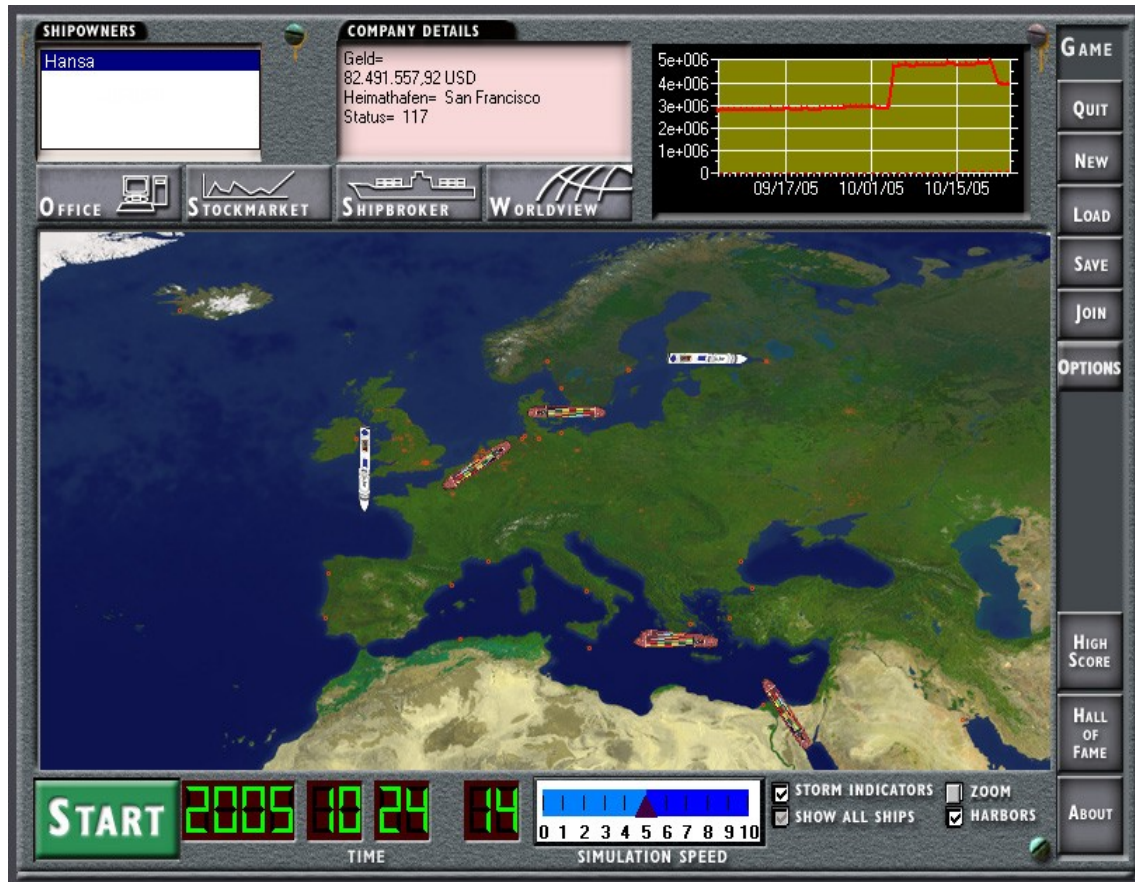 SHIPOWNERS
Hansa
COMPANY DETAILS
Geld=
82.491.557,92 USD
Heimathafen= San Francisco
Status= 117
5e+006
4e+006
3e+006
2e+006
1e+006
0
09/17/05 10/01/05 10/15/05
GAME
QUIT
NEW
LOAD
SAVE
JOIN
OPTIONS
OFFICE
STOCKMARKET
SHIPBROKER
WORLDVIEW
HIGH
SCORE
HALL
OF
FAME
ABOUT
START
2005 10 24 14
TIME
0 1 2 3 4 5 6 7 8 9 10
SIMULATION SPEED
STORM INDICATORS
SHOW ALL SHIPS
ZOOM
HARBORS